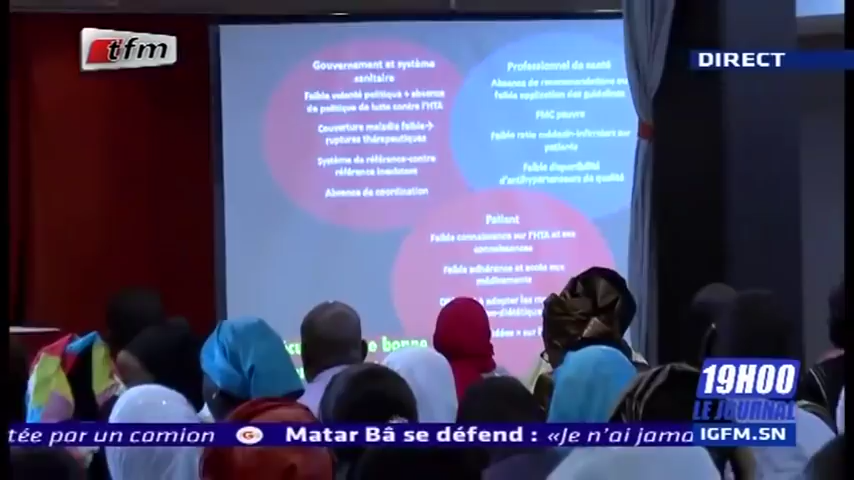 tfm
DIRECT
Gouvernement et système
sanitaire
Faible volonté politique + absence
de politique de lutte contre l'HTA
Couverture maladie faible→
ruptures thérapeutiques
Système de référence-contre
référence inexistant
Absence de coordination
Professionnel de santé
Absence de recommandations ou
faible application des guidelines
FMC pauvre
Faible ratio médecin-infirmiers sur
patients
Faible disponibilité
d'antihypertenseurs de qualité
Patient
Faible connaissance sur l'HTA et ses
Faible adhérence et accès aux
médicaments
adopter les
bonne
19H00
LE JOURNAL
IGFM.SN
tée par un camion
Matar Bâ se défend : «Je n'ai jama